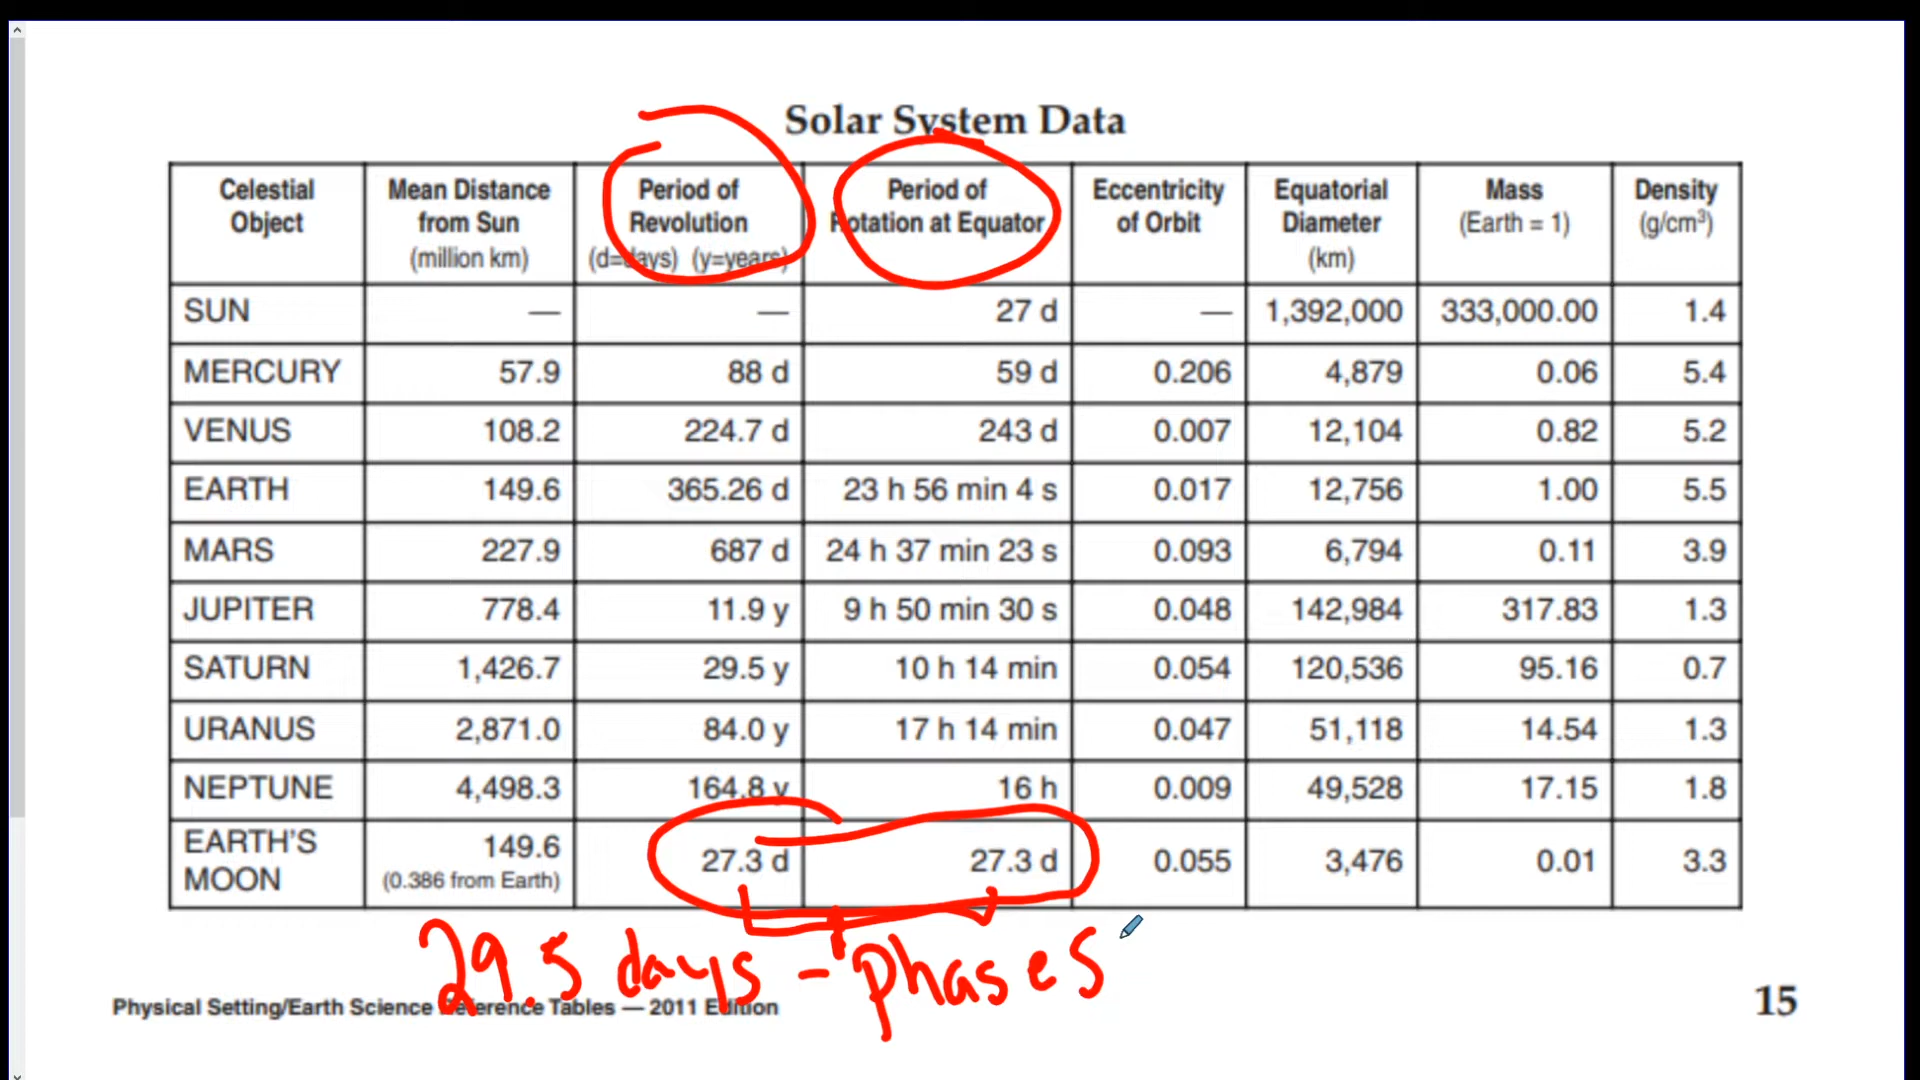 Solar System Data
Celestial Object | Mean Distance from Sun (million km) | Period of Revolution (d=days) (y=years) | Period of Rotation at Equator | Eccentricity of Orbit | Equatorial Diameter (km) | Mass (Earth = 1) | Density (g/cm³)
SUN | — | — | 27 d | — | 1,392,000 | 333,000.00 | 1.4
MERCURY | 57.9 | 88 d | 59 d | 0.206 | 4,879 | 0.06 | 5.4
VENUS | 108.2 | 224.7 d | 243 d | 0.007 | 12,104 | 0.82 | 5.2
EARTH | 149.6 | 365.26 d | 23 h 56 min 4 s | 0.017 | 12,756 | 1.00 | 5.5
MARS | 227.9 | 687 d | 24 h 37 min 23 s | 0.093 | 6,794 | 0.11 | 3.9
JUPITER | 778.4 | 11.9 y | 9 h 50 min 30 s | 0.048 | 142,984 | 317.83 | 1.3
SATURN | 1,426.7 | 29.5 y | 10 h 14 min | 0.054 | 120,536 | 95.16 | 0.7
URANUS | 2,871.0 | 84.0 y | 17 h 14 min | 0.047 | 51,118 | 14.54 | 1.3
NEPTUNE | 4,498.3 | 164.8 y | 16 h | 0.009 | 49,528 | 17.15 | 1.8
EARTH'S MOON | 149.6 (0.386 from Earth) | 27.3 d | 27.3 d | 0.055 | 3,476 | 0.01 | 3.3
29.5 days - phases
Physical Setting/Earth Science Reference Tables — 2011 Edition
15